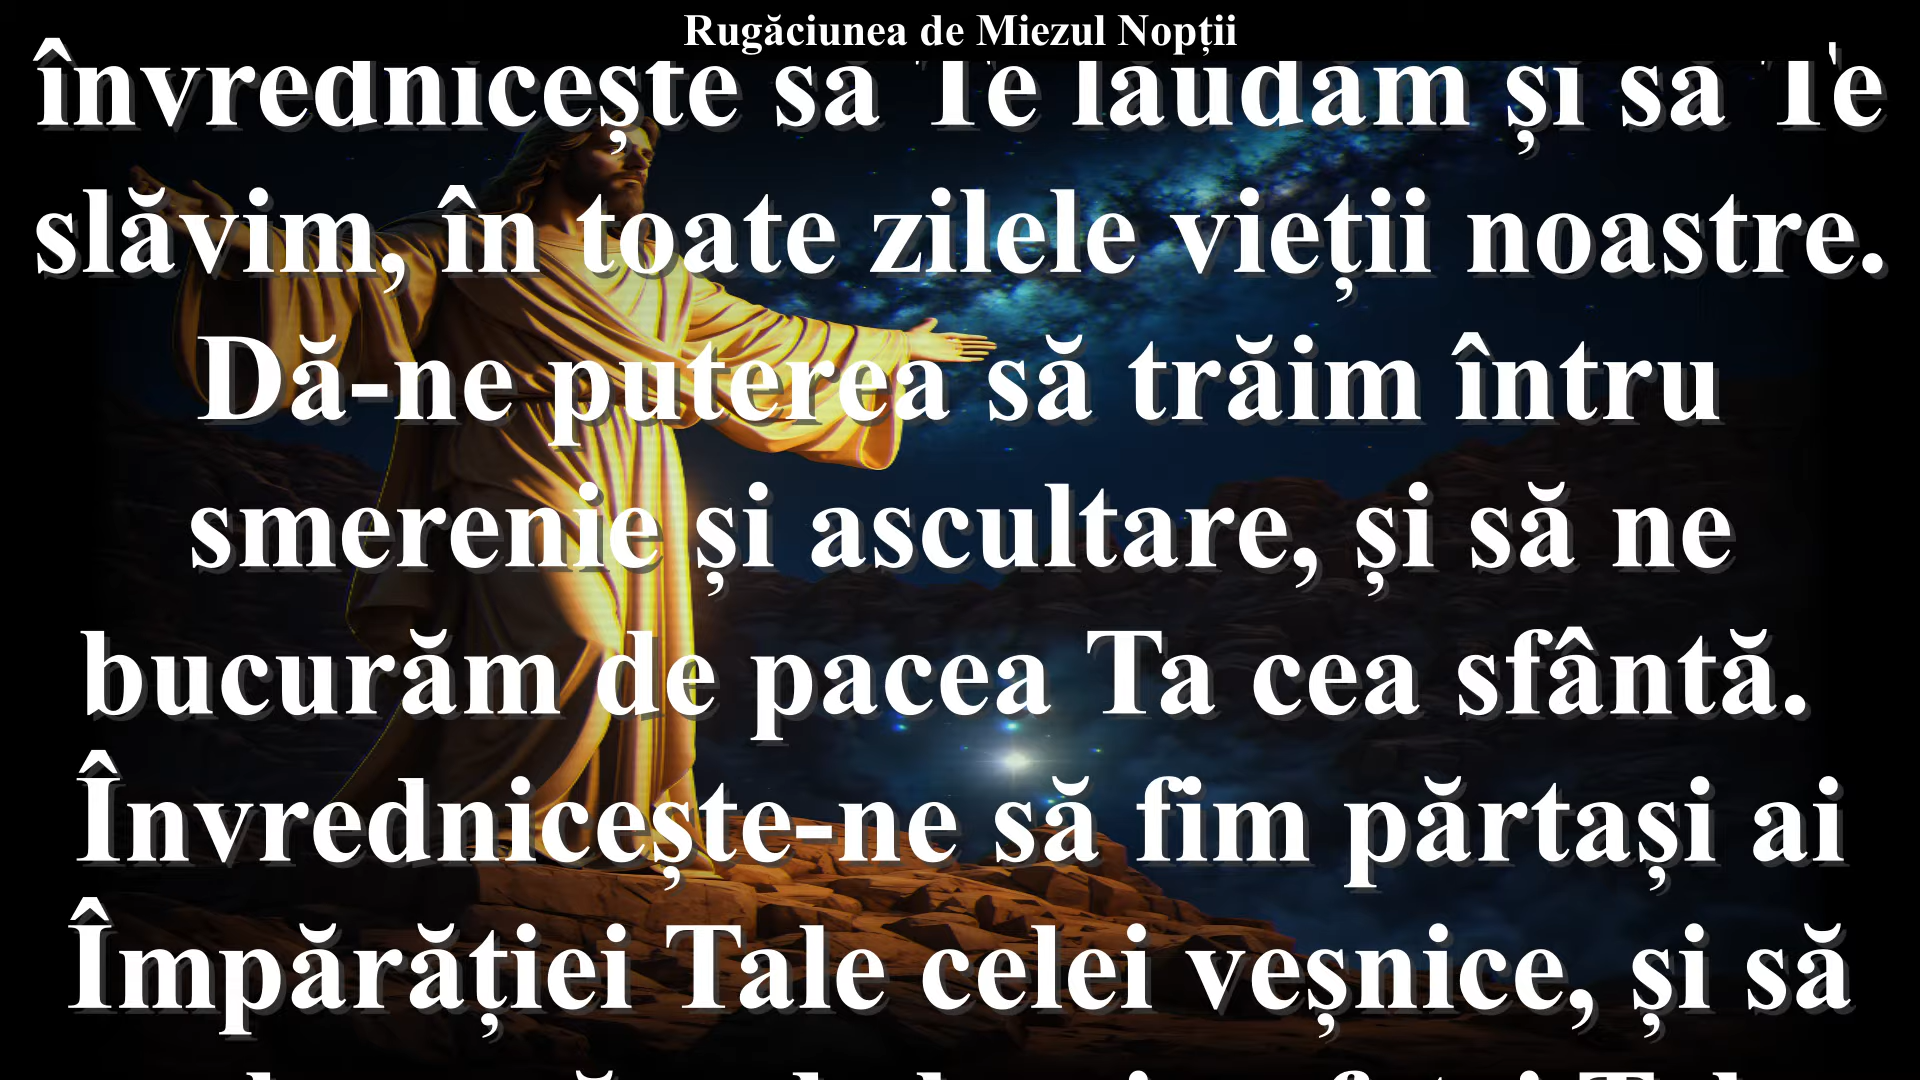 Rugăciunea de Miezul Nopții
învrednicește să Te lăudăm și să Te
slăvim, în toate zilele vieții noastre.
Dă-ne puterea să trăim întru
smerenie și ascultare, și să ne
bucurăm de pacea Ta cea sfântă.
Învrednicește-ne să fim părtași ai
Împărăției Tale celei veșnice, și să